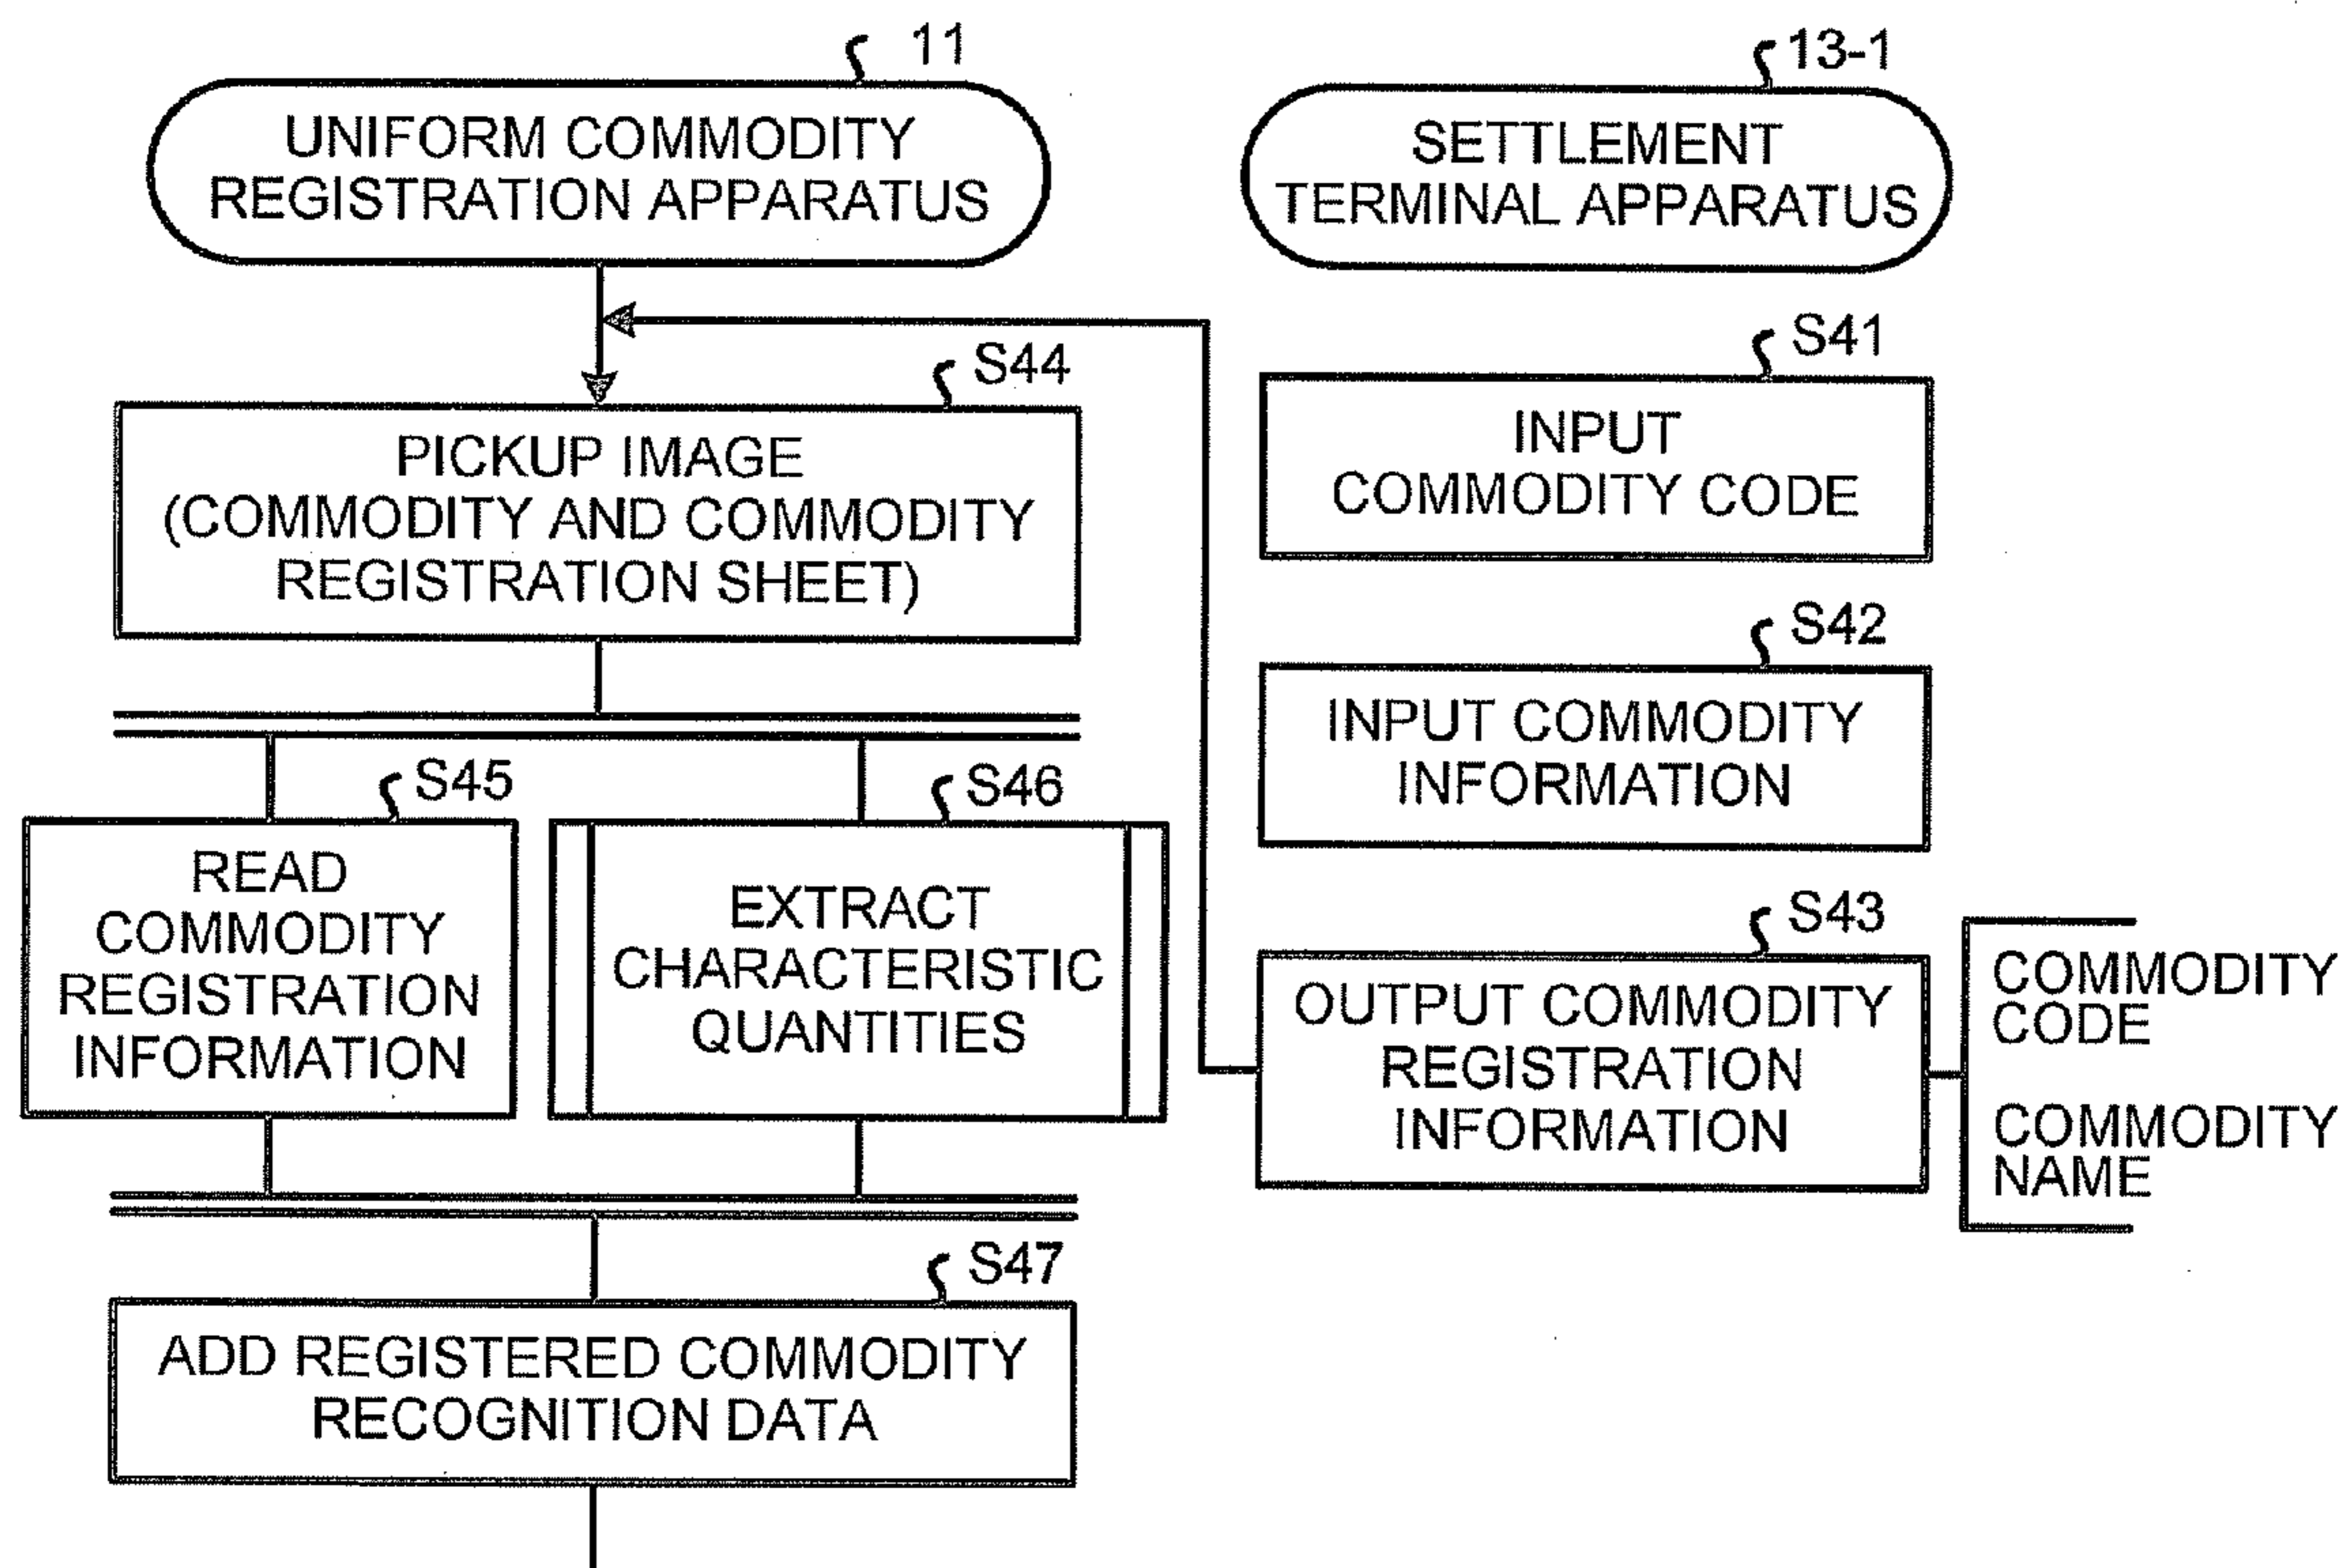 11
UNIFORM COMMODITY
REGISTRATION APPARATUS
13-1
SETTLEMENT
TERMINAL APPARATUS
S44
PICKUP IMAGE
(COMMODITY AND COMMODITY
REGISTRATION SHEET)
S45
READ
COMMODITY
REGISTRATION
INFORMATION
S46
EXTRACT
CHARACTERISTIC
QUANTITIES
S47
ADD REGISTERED COMMODITY
RECOGNITION DATA
S41
INPUT
COMMODITY CODE
S42
INPUT COMMODITY
INFORMATION
S43
OUTPUT COMMODITY
REGISTRATION
INFORMATION
COMMODITY
CODE
COMMODITY
NAME